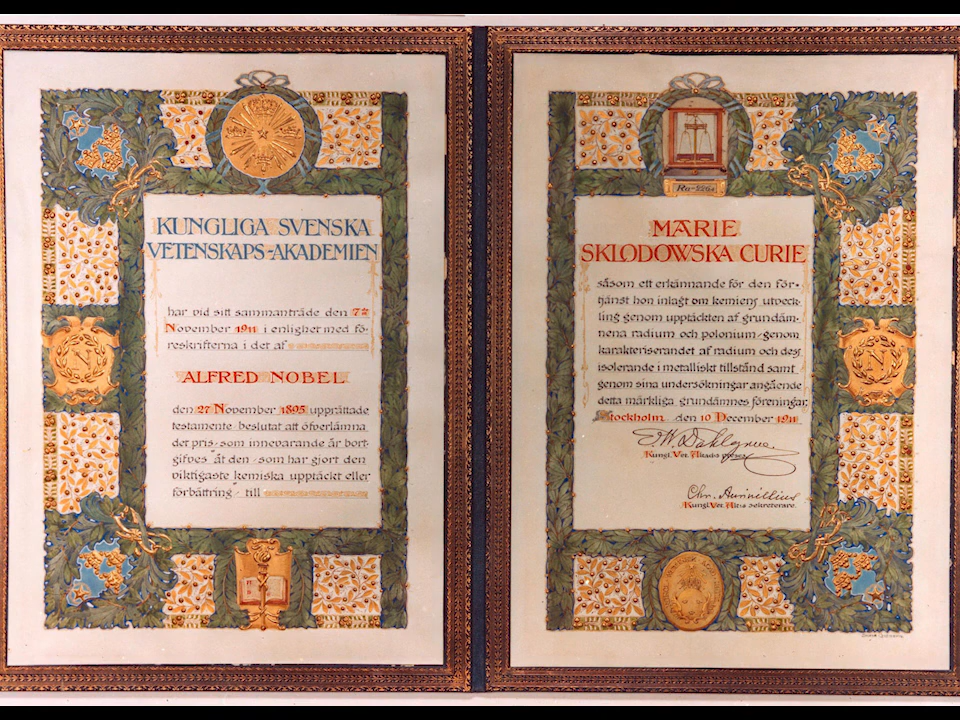 KUNGLIGA SVENSKA
VETENSKAPS-AKADEMIEN
har vid sitt sammanträde den 7de
November 1911 i enlighet med fö-
reskrifterna i det af
ALFRED NOBEL
den 27 November 1895 upprättade
testamente beslutat att öfverlämna
det pris som innevarande år bort-
gifves åt den som har gjort den
viktigaste kemiska upptäckt eller
förbättring till
N
Ra=226,4
MARIE
SKLODOWSKA CURIE
såsom ett erkännande för den för-
tjänst hon inlagt om kemiens utveck-
ling genom upptäckten af grundäm-
nena radium och polonium genom
karakteriserandet af radium och dess
isolerande i metalliskt tillstånd samt
genom sina undersökningar angående
detta märkliga grundämnes föreningar.
Stockholm den 10 December 1911
E.W. Dahlgren
Kungl. Vet. Akad:s præses
Chr. Aurivillius
Kungl. Vet. Ak:s sekreterare.
N